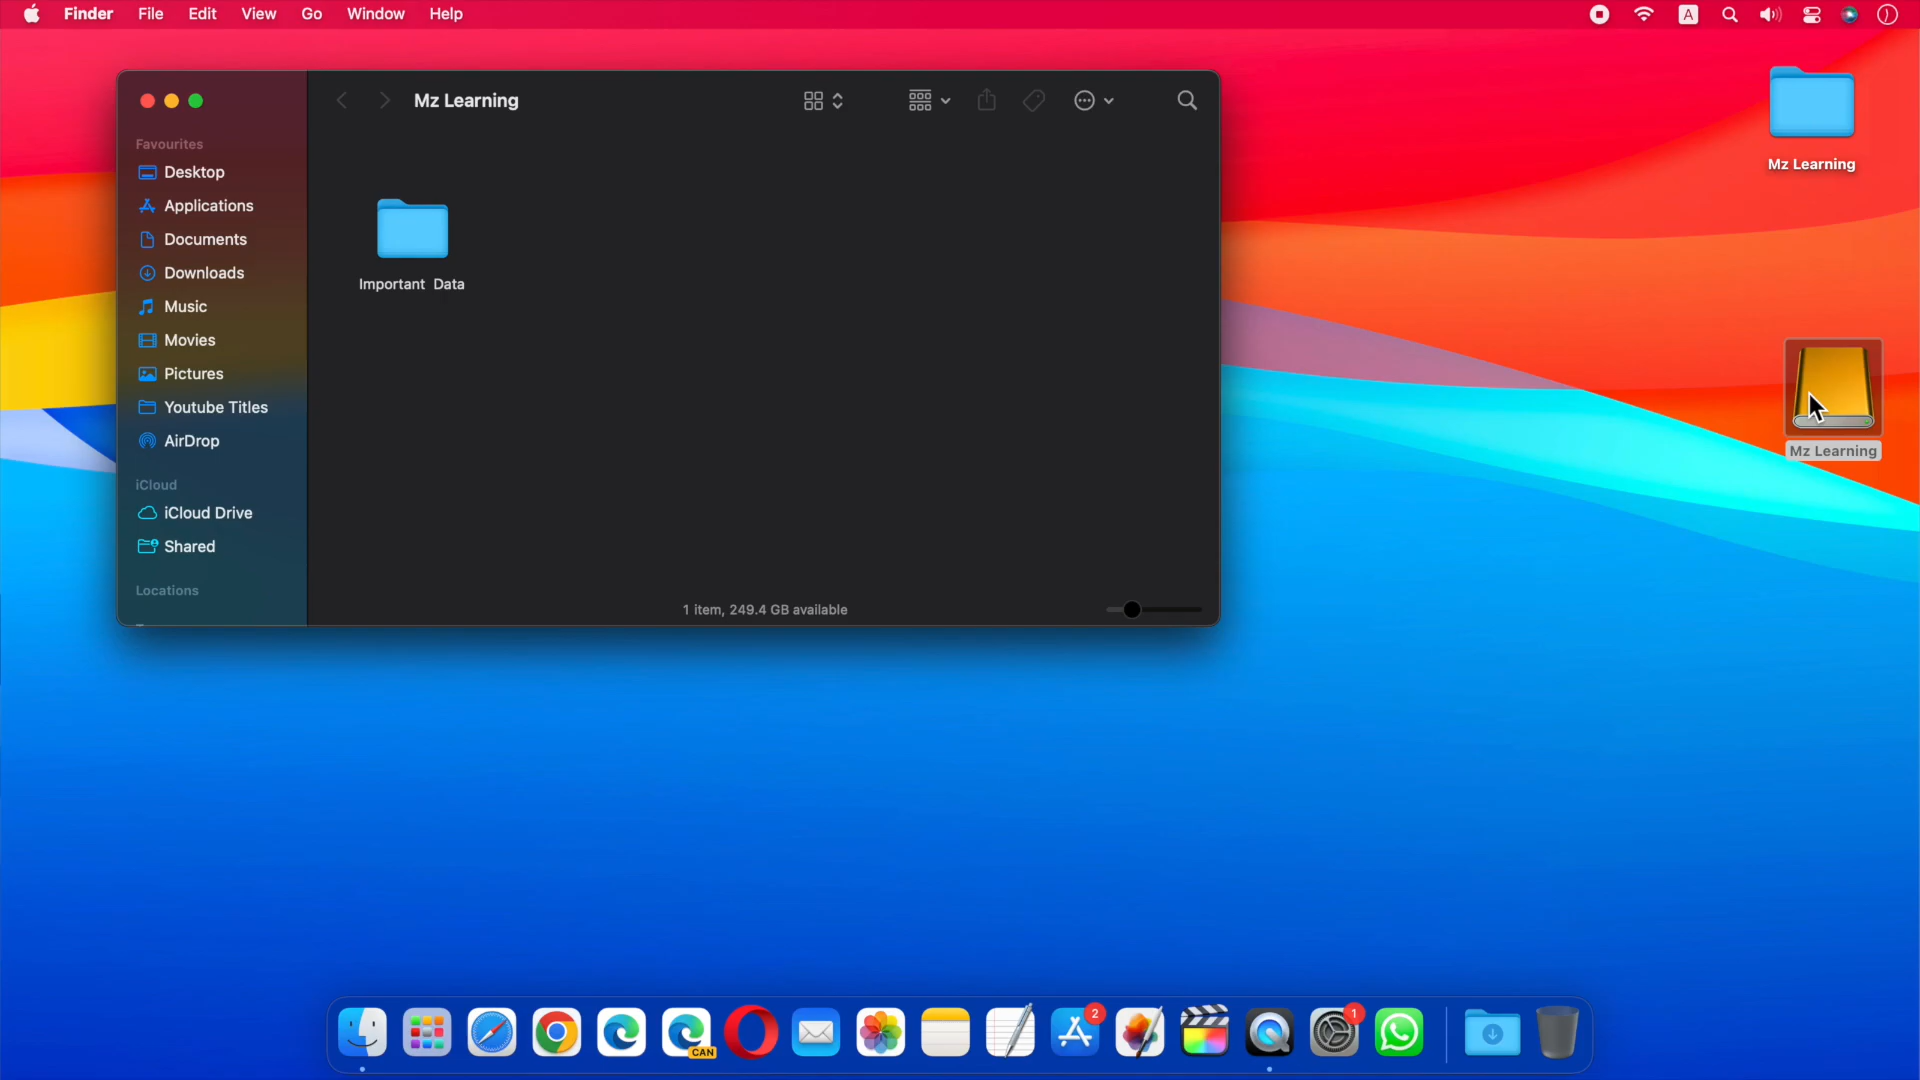 Finder File Edit View Go Window Help
A
Mz Learning
Favourites
Desktop
Applications
Documents
Downloads
Music
Movies
Pictures
Youtube Titles
AirDrop
iCloud
iCloud Drive
Shared
Locations
Important Data
1 item, 249.4 GB available
Mz Learning
Mz Learning
CAN
2
1